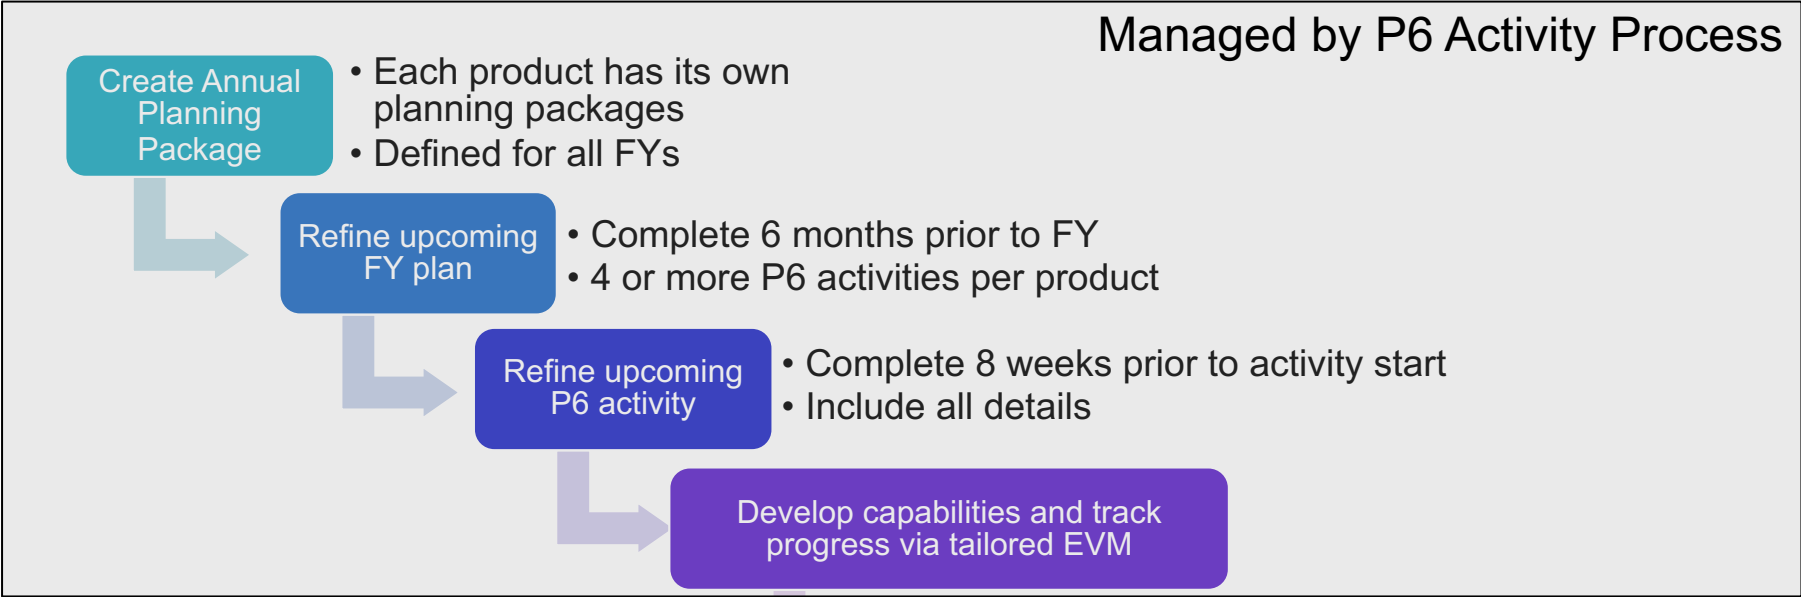 Managed by P6 Activity Process
Create Annual
Planning
Package
• Each product has its own
planning packages
• Defined for all FYs
Refine upcoming
FY plan
• Complete 6 months prior to FY
• 4 or more P6 activities per product
Refine upcoming
P6 activity
• Complete 8 weeks prior to activity start
• Include all details
Develop capabilities and track
progress via tailored EVM